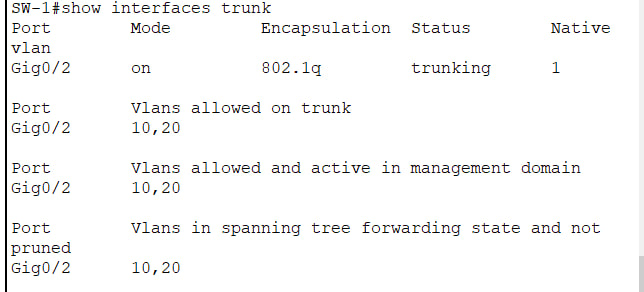 SW-1#show interfaces trunk
Port Mode Encapsulation Status Native
vlan
Gig0/2 on 802.1q trunking 1
Port Vlans allowed on trunk
Gig0/2 10,20
Port Vlans allowed and active in management domain
Gig0/2 10,20
Port Vlans in spanning tree forwarding state and not
pruned
Gig0/2 10,20